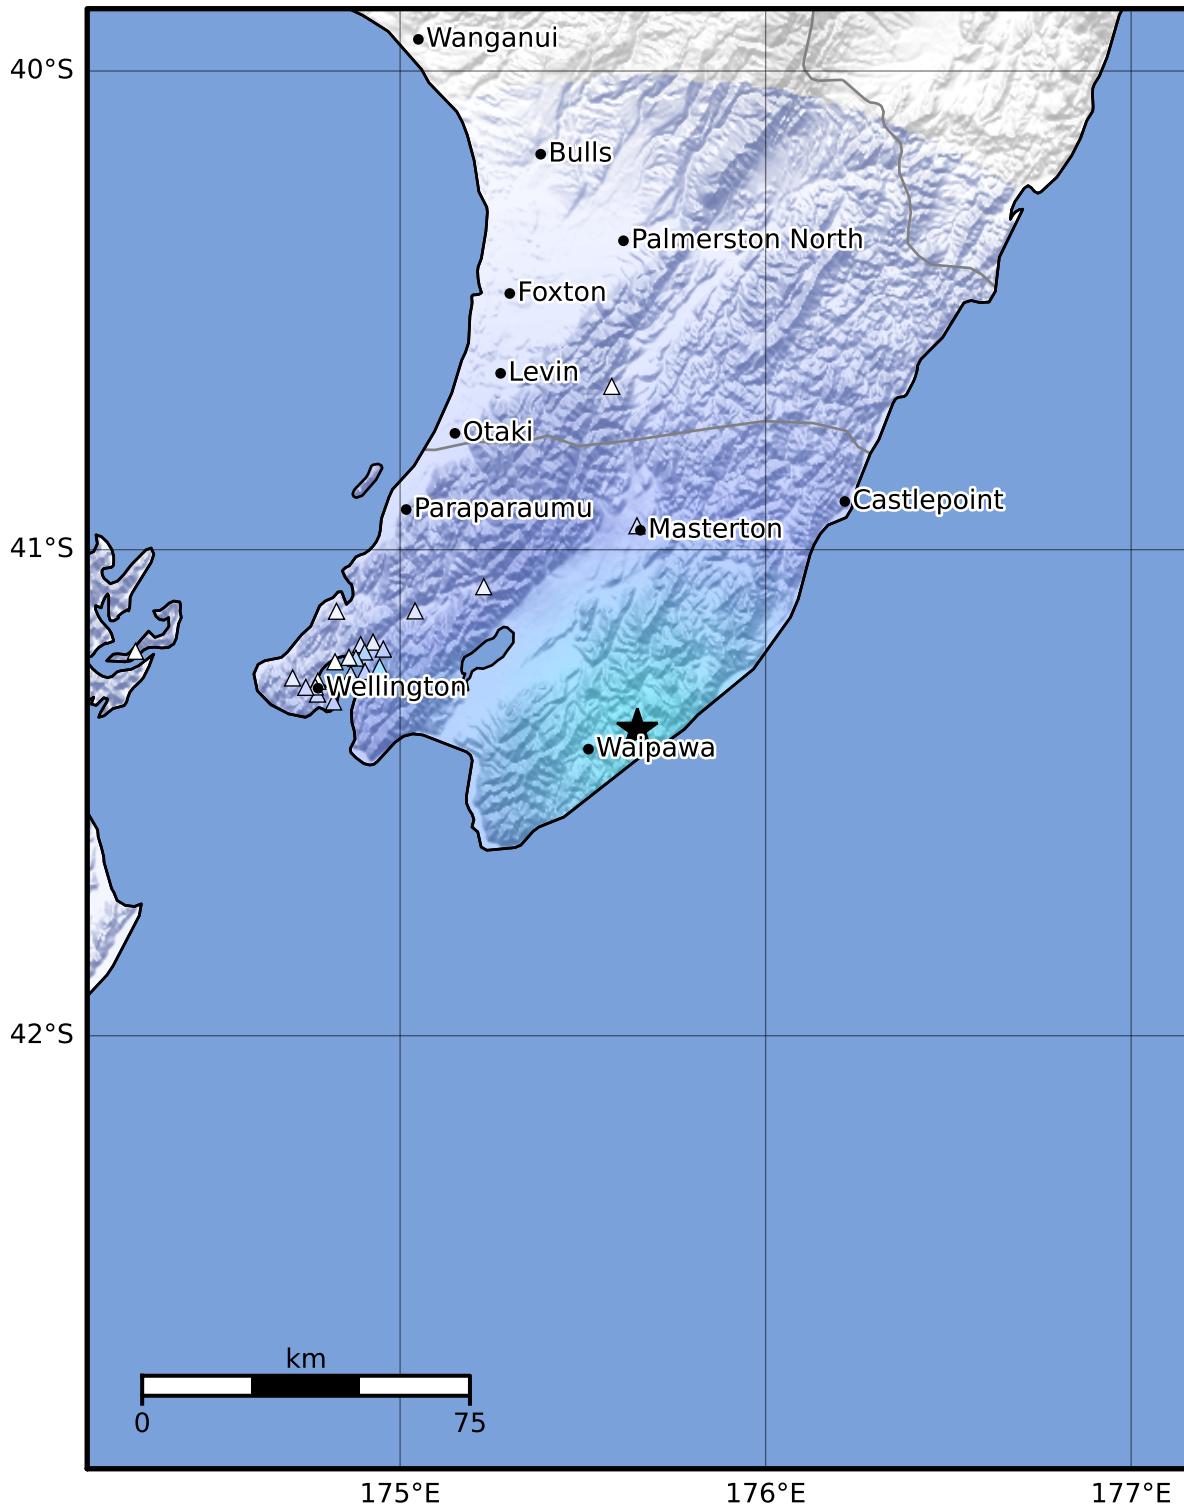 Wanganui
40°S
Bulls
Palmerston North
Foxton
Levin
Otaki
Castlepoint
Paraparaumu
Masterton
41°S
Wellington
Waipawa
42°S
km
0 75
175°E 176°E 177°E